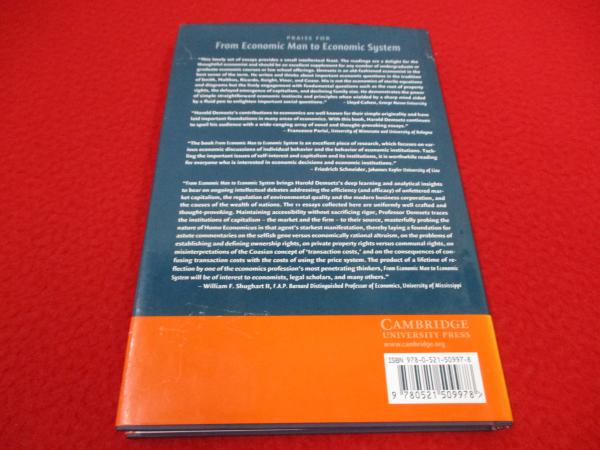 PRAISE FOR
From Economic Man to Economic System
"This lovely set of essays provides a small intellectual feast. The readings are a delight for the
thoughtful economist and should be an excellent supplement for any number of undergraduate or
graduate economic courses or law school offerings. Demsetz is an old-fashioned economist in the
best sense of the term. He writes and thinks about important economic questions in the tradition
of Smith, Malthus, Ricardo, Knight, Viner, and Coase. His is not the economics of sterile equations
and diagrams but the lively engagement with fundamental questions such as the root of property
rights, the delayed emergence of capitalism, and declining family size. He demonstrates the power
of simple straightforward economic instincts and principles when wielded by a sharp mind aided
by a fluid pen to enlighten important social questions." – Lloyd Cohen, George Mason University
"Harold Demsetz's contributions to economics are well known for their simple originality and have
laid important foundations in many areas of economics. With this book, Harold Demsetz continues
to spoil his audience with a wide-ranging array of novel and thought-provoking essays."
– Francesco Parisi, University of Minnesota and University of Bologna
"The book From Economic Man to Economic System is an excellent piece of research, which focuses on var-
ious economic discussions of individual behavior and the behavior of economic institutions. Tack-
ling the important issues of self-interest and capitalism and its institutions, it is worthwhile reading
for everyone who is interested in economic decisions and economic institutions."
– Friedrich Schneider, Johannes Kepler University of Linz
"From Economic Man to Economic System brings Harold Demsetz's deep learning and analytical insights
to bear on ongoing intellectual debates addressing the efficiency (and efficacy) of unfettered mar-
ket capitalism, the regulation of environmental quality and the modern business corporation, and
the causes of the wealth of nations. The 11 essays collected here are uniformly well crafted and
thought-provoking. Maintaining accessibility without sacrificing rigor, Professor Demsetz traces
the institutions of capitalism – the market and the firm – to their source, masterfully probing the
nature of Homo Economicus in that agent's starkest manifestation, thereby laying a foundation for
astute commentaries on the selfish gene versus economically rational altruism, on the problems of
establishing and defining ownership rights, on private property rights versus communal rights, on
misinterpretations of the Coasian concept of "transaction costs," and on the consequences of con-
fusing transaction costs with the costs of using the price system. The product of a lifetime of re-
flection by one of the economics profession's most penetrating thinkers, From Economic Man to Economic
System will be of interest to economists, legal scholars, and many others."
– William F. Shughart II, F.A.P. Barnard Distinguished Professor of Economics, University of Mississippi
CAMBRIDGE
UNIVERSITY PRESS
www.cambridge.org
ISBN 978-0-521-50997-8
9 780521 509978 >